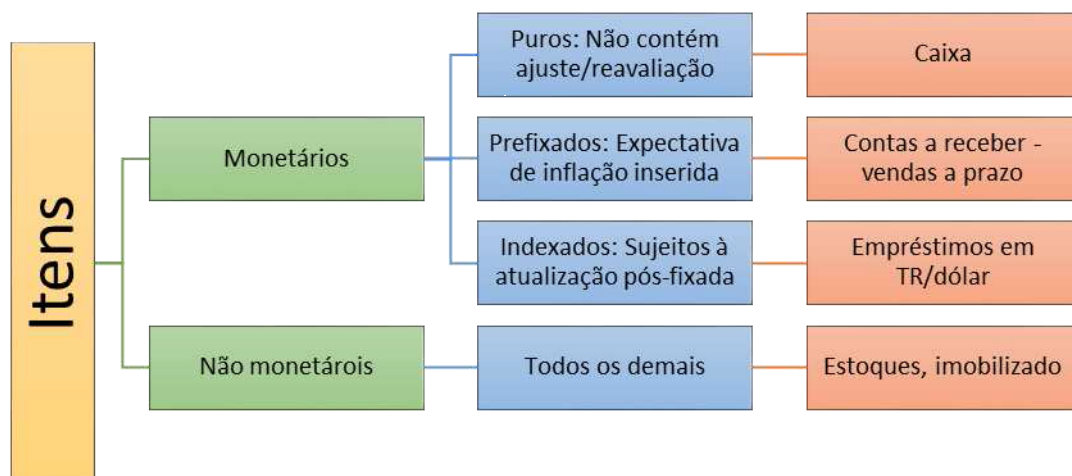 Itens
Monetários
Puros: Não contém
ajuste/reavaliação
Caixa
Prefixados: Expectativa
de inflação inserida
Contas a receber -
vendas a prazo
Indexados: Sujeitos à
atualização pós-fixada
Empréstimos em
TR/dólar
Não monetárois
Todos os demais
Estoques, imobilizado